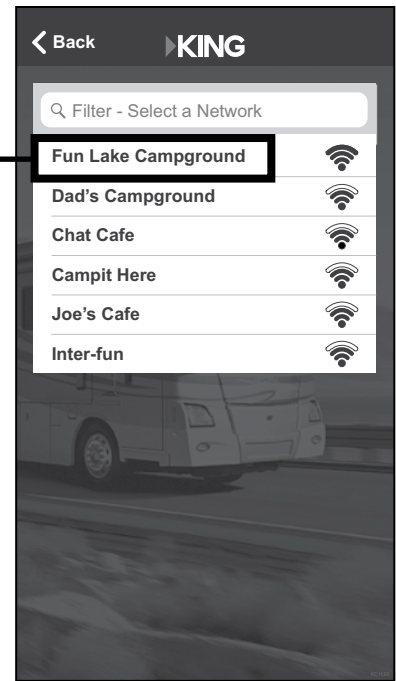 Back
KING
Filter - Select a Network
Fun Lake Campground
Dad's Campground
Chat Cafe
Campit Here
Joe's Cafe
Inter-fun